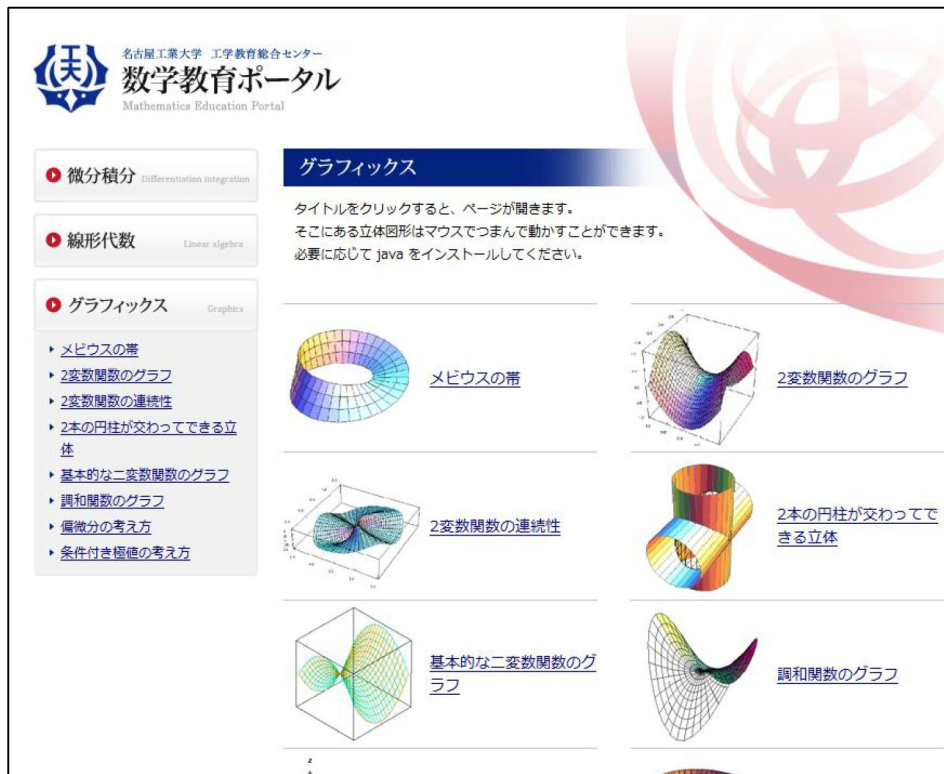 名古屋工業大学 工学教育総合センター
数学教育ポータル
Mathematics Education Portal
微分積分 Differentiation integration
線形代数 Linear algebra
グラフィックス Graphics
メビウスの帯
2変数関数のグラフ
2変数関数の連続性
2本の円柱が交わってできる立
体
基本的な二変数関数のグラフ
調和関数のグラフ
偏微分の考え方
条件付き極値の考え方
グラフィックス
タイトルをクリックすると、ページが開きます。
そこにある立体図形はマウスでつまんで動かすことができます。
必要に応じて java をインストールしてください。
メビウスの帯
2変数関数のグラフ
2変数関数の連続性
2本の円柱が交わってで
きる立体
基本的な二変数関数のグ
ラフ
調和関数のグラフ
z